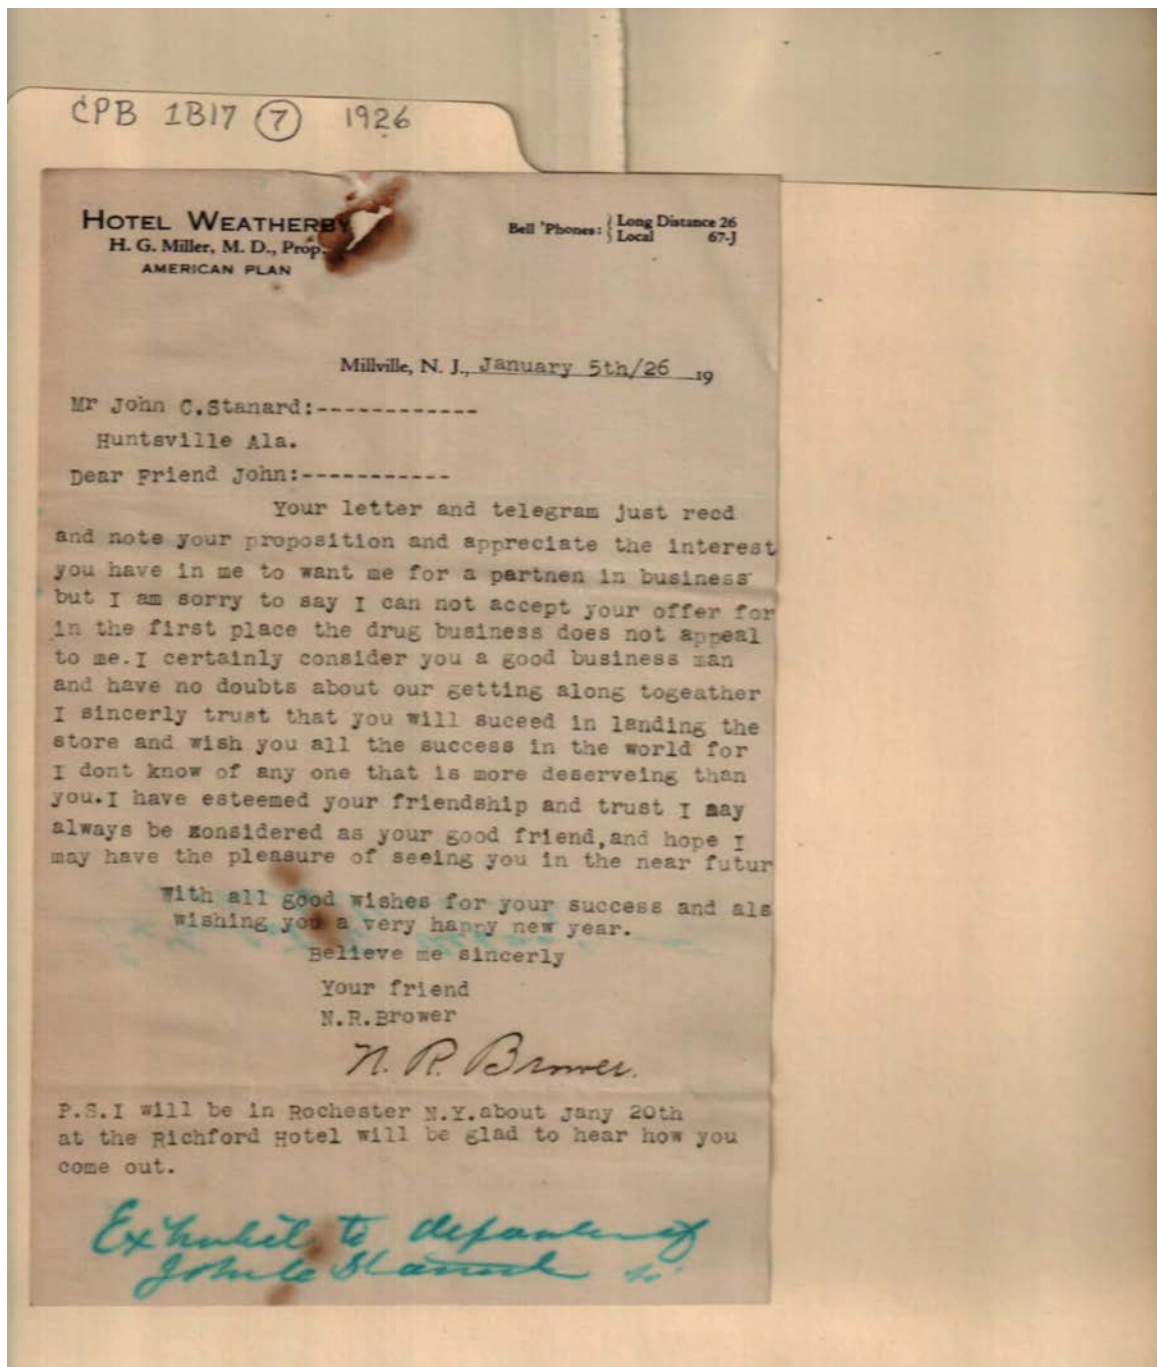 CPB 1B17 7 1926
HOTEL WEATHERBY
H. G. Miller, M. D., Prop.
AMERICAN PLAN
Bell 'Phones: { Long Distance 26
Local 67-J
Millville, N. J., January 5th/26 19
Mr John C.Stanard:------------
Huntsville Ala.
Dear Friend John:-----------
Your letter and telegram just recd
and note your proposition and appreciate the interest
you have in me to want me for a partnen in business
but I am sorry to say I can not accept your offer for
in the first place the drug business does not appeal
to me.I certainly consider you a good business man
and have no doubts about our getting along togeather
I sincerly trust that you will suceed in landing the
store and wish you all the success in the world for
I dont know of any one that is more deserveing than
you.I have esteemed your friendship and trust I may
always be considered as your good friend,and hope I
may have the pleasure of seeing you in the near futur
With all good wishes for your success and als
wishing you a very happy new year.
Believe me sincerly
Your friend
N.R.Brower
N. R. Brower.
P.S.I will be in Rochester N.Y.about Jany 20th
at the Richford Hotel will be glad to hear how you
come out.
Exhibit to deposition of
John C Stanard